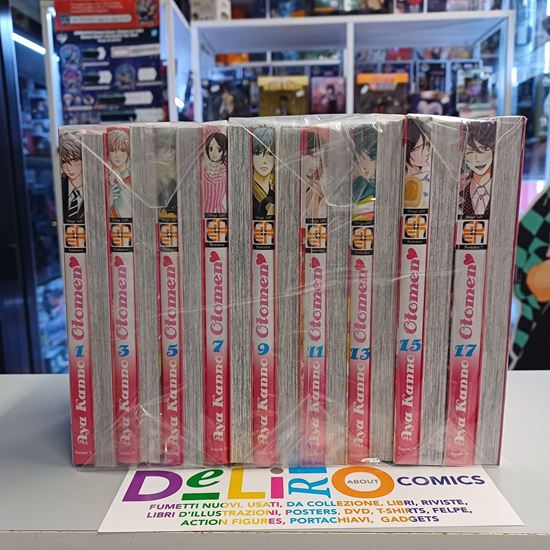 Aya Kanno Otomen 1
Aya Kanno Otomen 3
Aya Kanno Otomen 5
Aya Kanno Otomen 7
Aya Kanno Otomen 9
Aya Kanno Otomen 11
Aya Kanno Otomen 13
Aya Kanno Otomen 15
Aya Kanno Otomen 17
DeLiRiO ABOUT COMICS
FUMETTI NUOVI, USATI, DA COLLEZIONE, LIBRI, RIVISTE,
LIBRI D'ILLUSTRAZIONI, POSTERS, DVD, T-SHIRTS, FELPE,
ACTION FIGURES, PORTACHIAVI, GADGETS